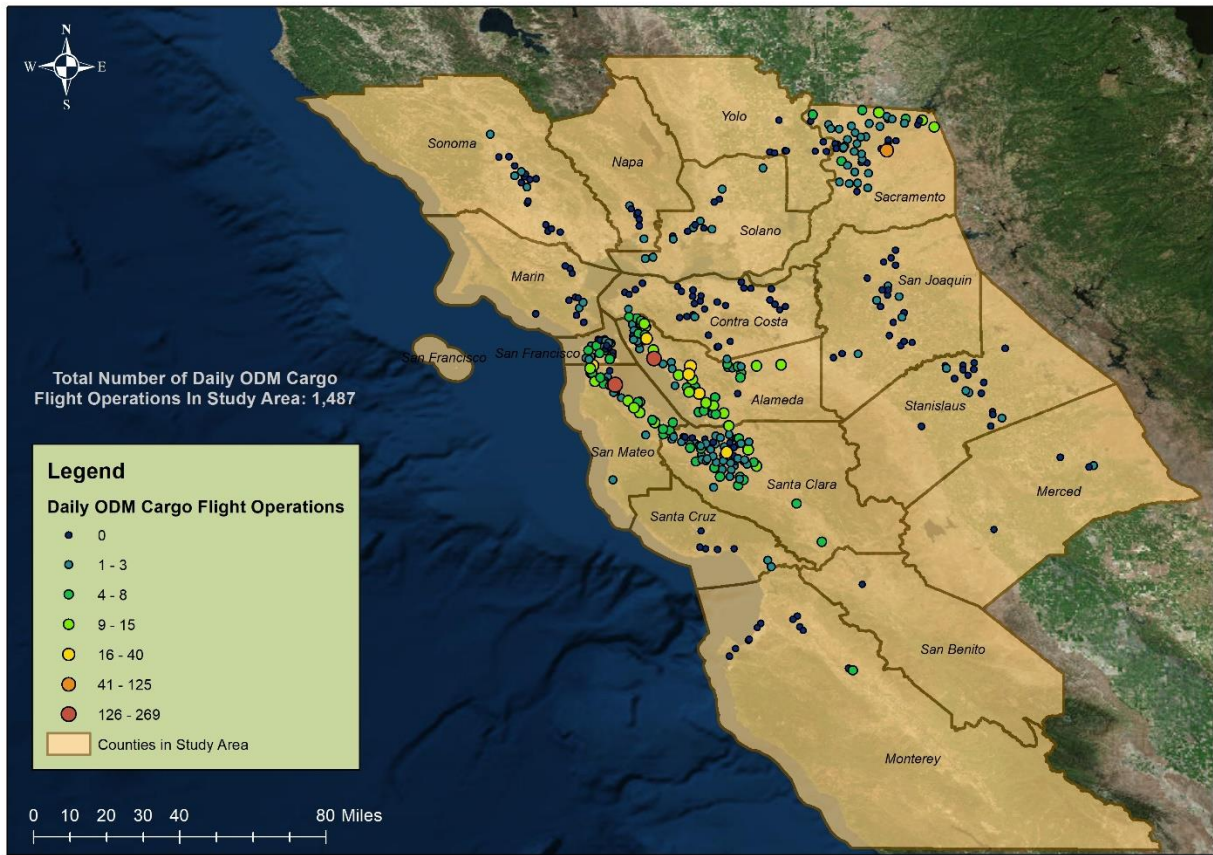 N
W E
S
Yolo
Sonoma
Napa
Sacramento
Solano
Marin
San Joaquin
Contra Costa
San Francisco
San Francisco
Total Number of Daily ODM Cargo
Flight Operations In Study Area: 1,487
Alameda
Stanislaus
San Mateo
Santa Clara
Merced
Santa Cruz
San Benito
Monterey
Legend
Daily ODM Cargo Flight Operations
0
1 - 3
4 - 8
9 - 15
16 - 40
41 - 125
126 - 269
Counties in Study Area
0 10 20 40 80 Miles